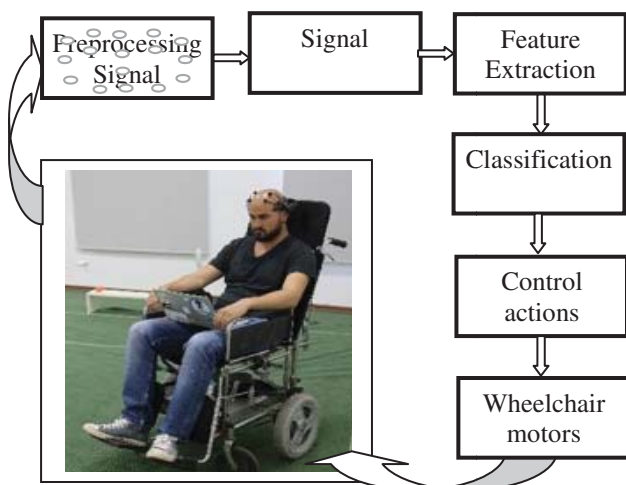 Preprocessing
Signal
Signal
Feature
Extraction
Classification
Control
actions
Wheelchair
motors